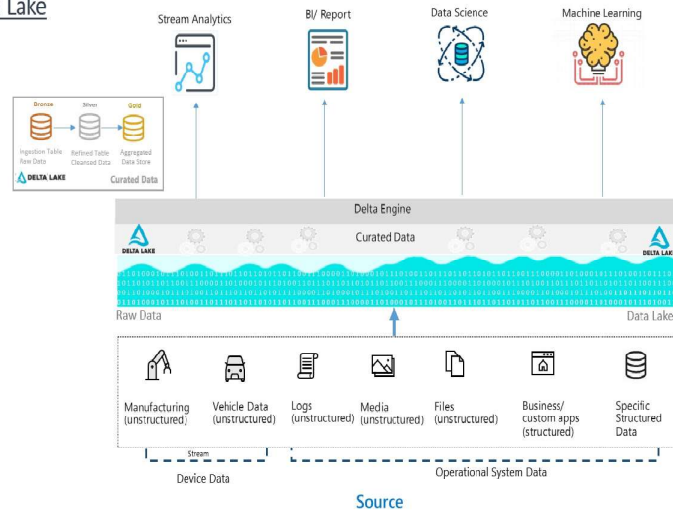 Lake
Stream Analytics
BI/ Report
Data Science
Machine Learning
Bronze
Silver
Gold
Ingestion Table
Raw Data
Refined Table
Cleansed Data
Aggregated
Data Store
DELTA LAKE
Curated Data
Delta Engine
DELTA LAKE
Curated Data
DELTA LAKE
Raw Data
Data Lake
Manufacturing
(unstructured)
Vehicle Data
(unstructured)
Logs
(unstructured)
Media
(unstructured)
Files
(unstructured)
Business/
custom apps
(structured)
Specific
Structured
Data
Stream
Device Data
Operational System Data
Source